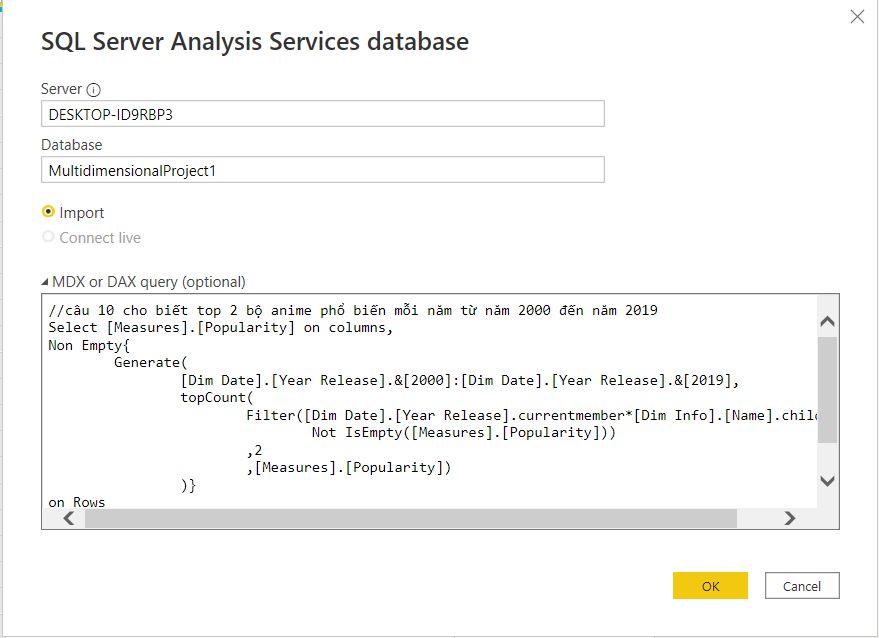 SQL Server Analysis Services database
Server
DESKTOP-ID9RBP3
Database
MultidimensionalProject1
Import
Connect live
MDX or DAX query (optional)
//câu 10 cho biết top 2 bộ anime phổ biến mỗi năm từ năm 2000 đến năm 2019
Select [Measures].[Popularity] on columns,
Non Empty{
Generate(
[Dim Date].[Year Release].&[2000]:[Dim Date].[Year Release].&[2019],
topCount(
Filter([Dim Date].[Year Release].currentmember*[Dim Info].[Name].chil
Not IsEmpty([Measures].[Popularity]))
,2
,[Measures].[Popularity])
)}
on Rows
OK
Cancel